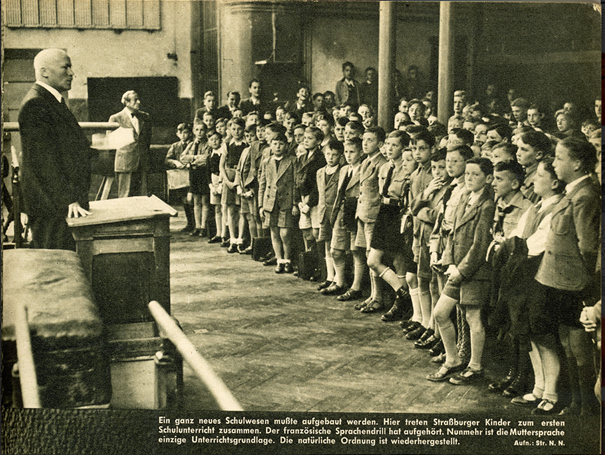 Ein ganz neues Schulwesen mußte aufgebaut werden. Hier treten Straßburger Kinder zum ersten
Schulunterricht zusammen. Der französische Sprachendrill hat aufgehört. Nunmehr ist die Muttersprache
einzige Unterrichtsgrundlage. Die natürliche Ordnung ist wiederhergestellt. Aufn.: Str. N. N.